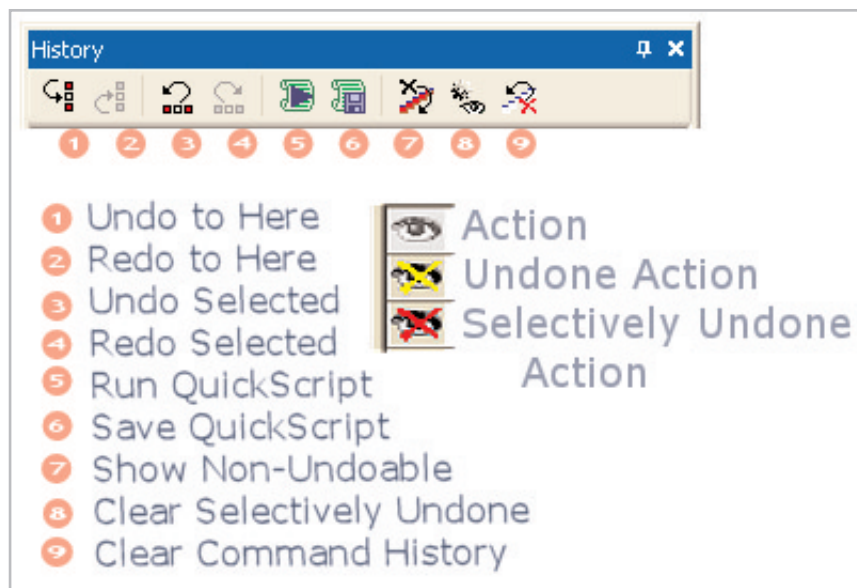 History
1 2 3 4 5 6 7 8 9
1 Undo to Here
2 Redo to Here
3 Undo Selected
4 Redo Selected
5 Run QuickScript
6 Save QuickScript
7 Show Non-Undoable
8 Clear Selectively Undone
9 Clear Command History
Action
Undone Action
Selectively Undone
Action